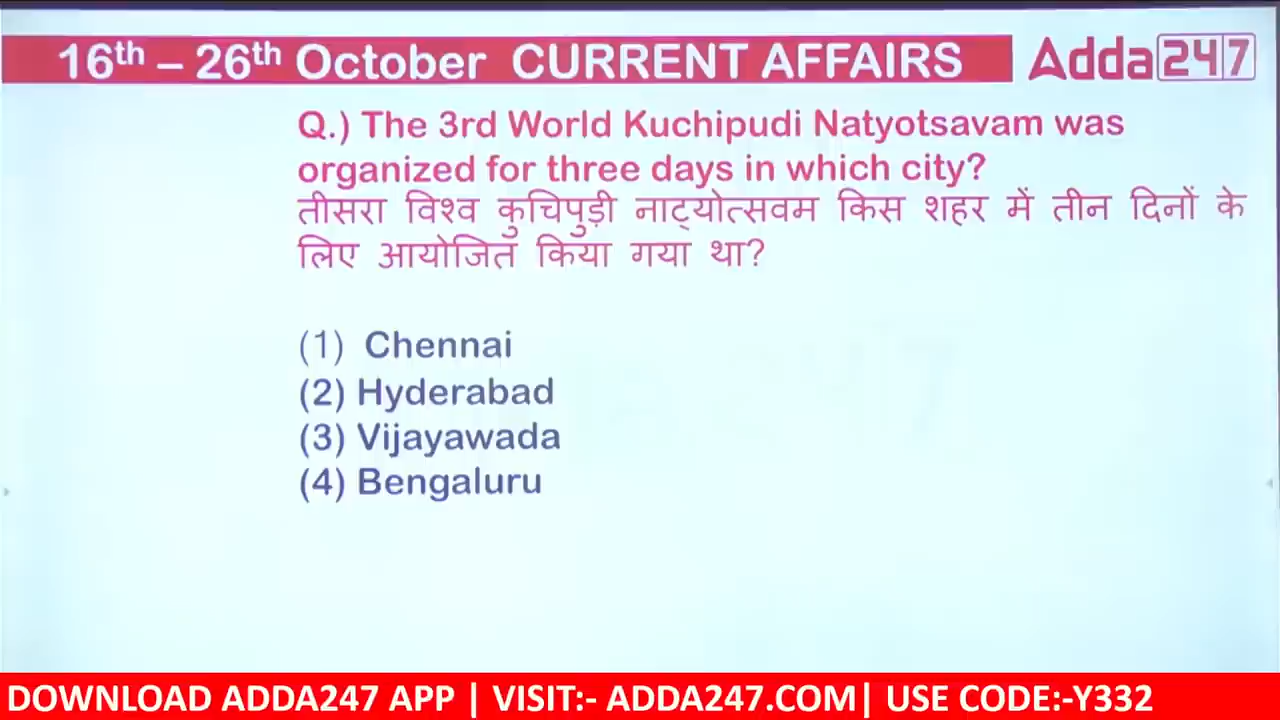 16th – 26th October CURRENT AFFAIRS
Adda247
Q.) The 3rd World Kuchipudi Natyotsavam was
organized for three days in which city?
तीसरा विश्व कुचिपुड़ी नाट्योत्सवम किस शहर में तीन दिनों के
लिए आयोजित किया गया था?
(1) Chennai
(2) Hyderabad
(3) Vijayawada
(4) Bengaluru
DOWNLOAD ADDA247 APP | VISIT:- ADDA247.COM| USE CODE:-Y332